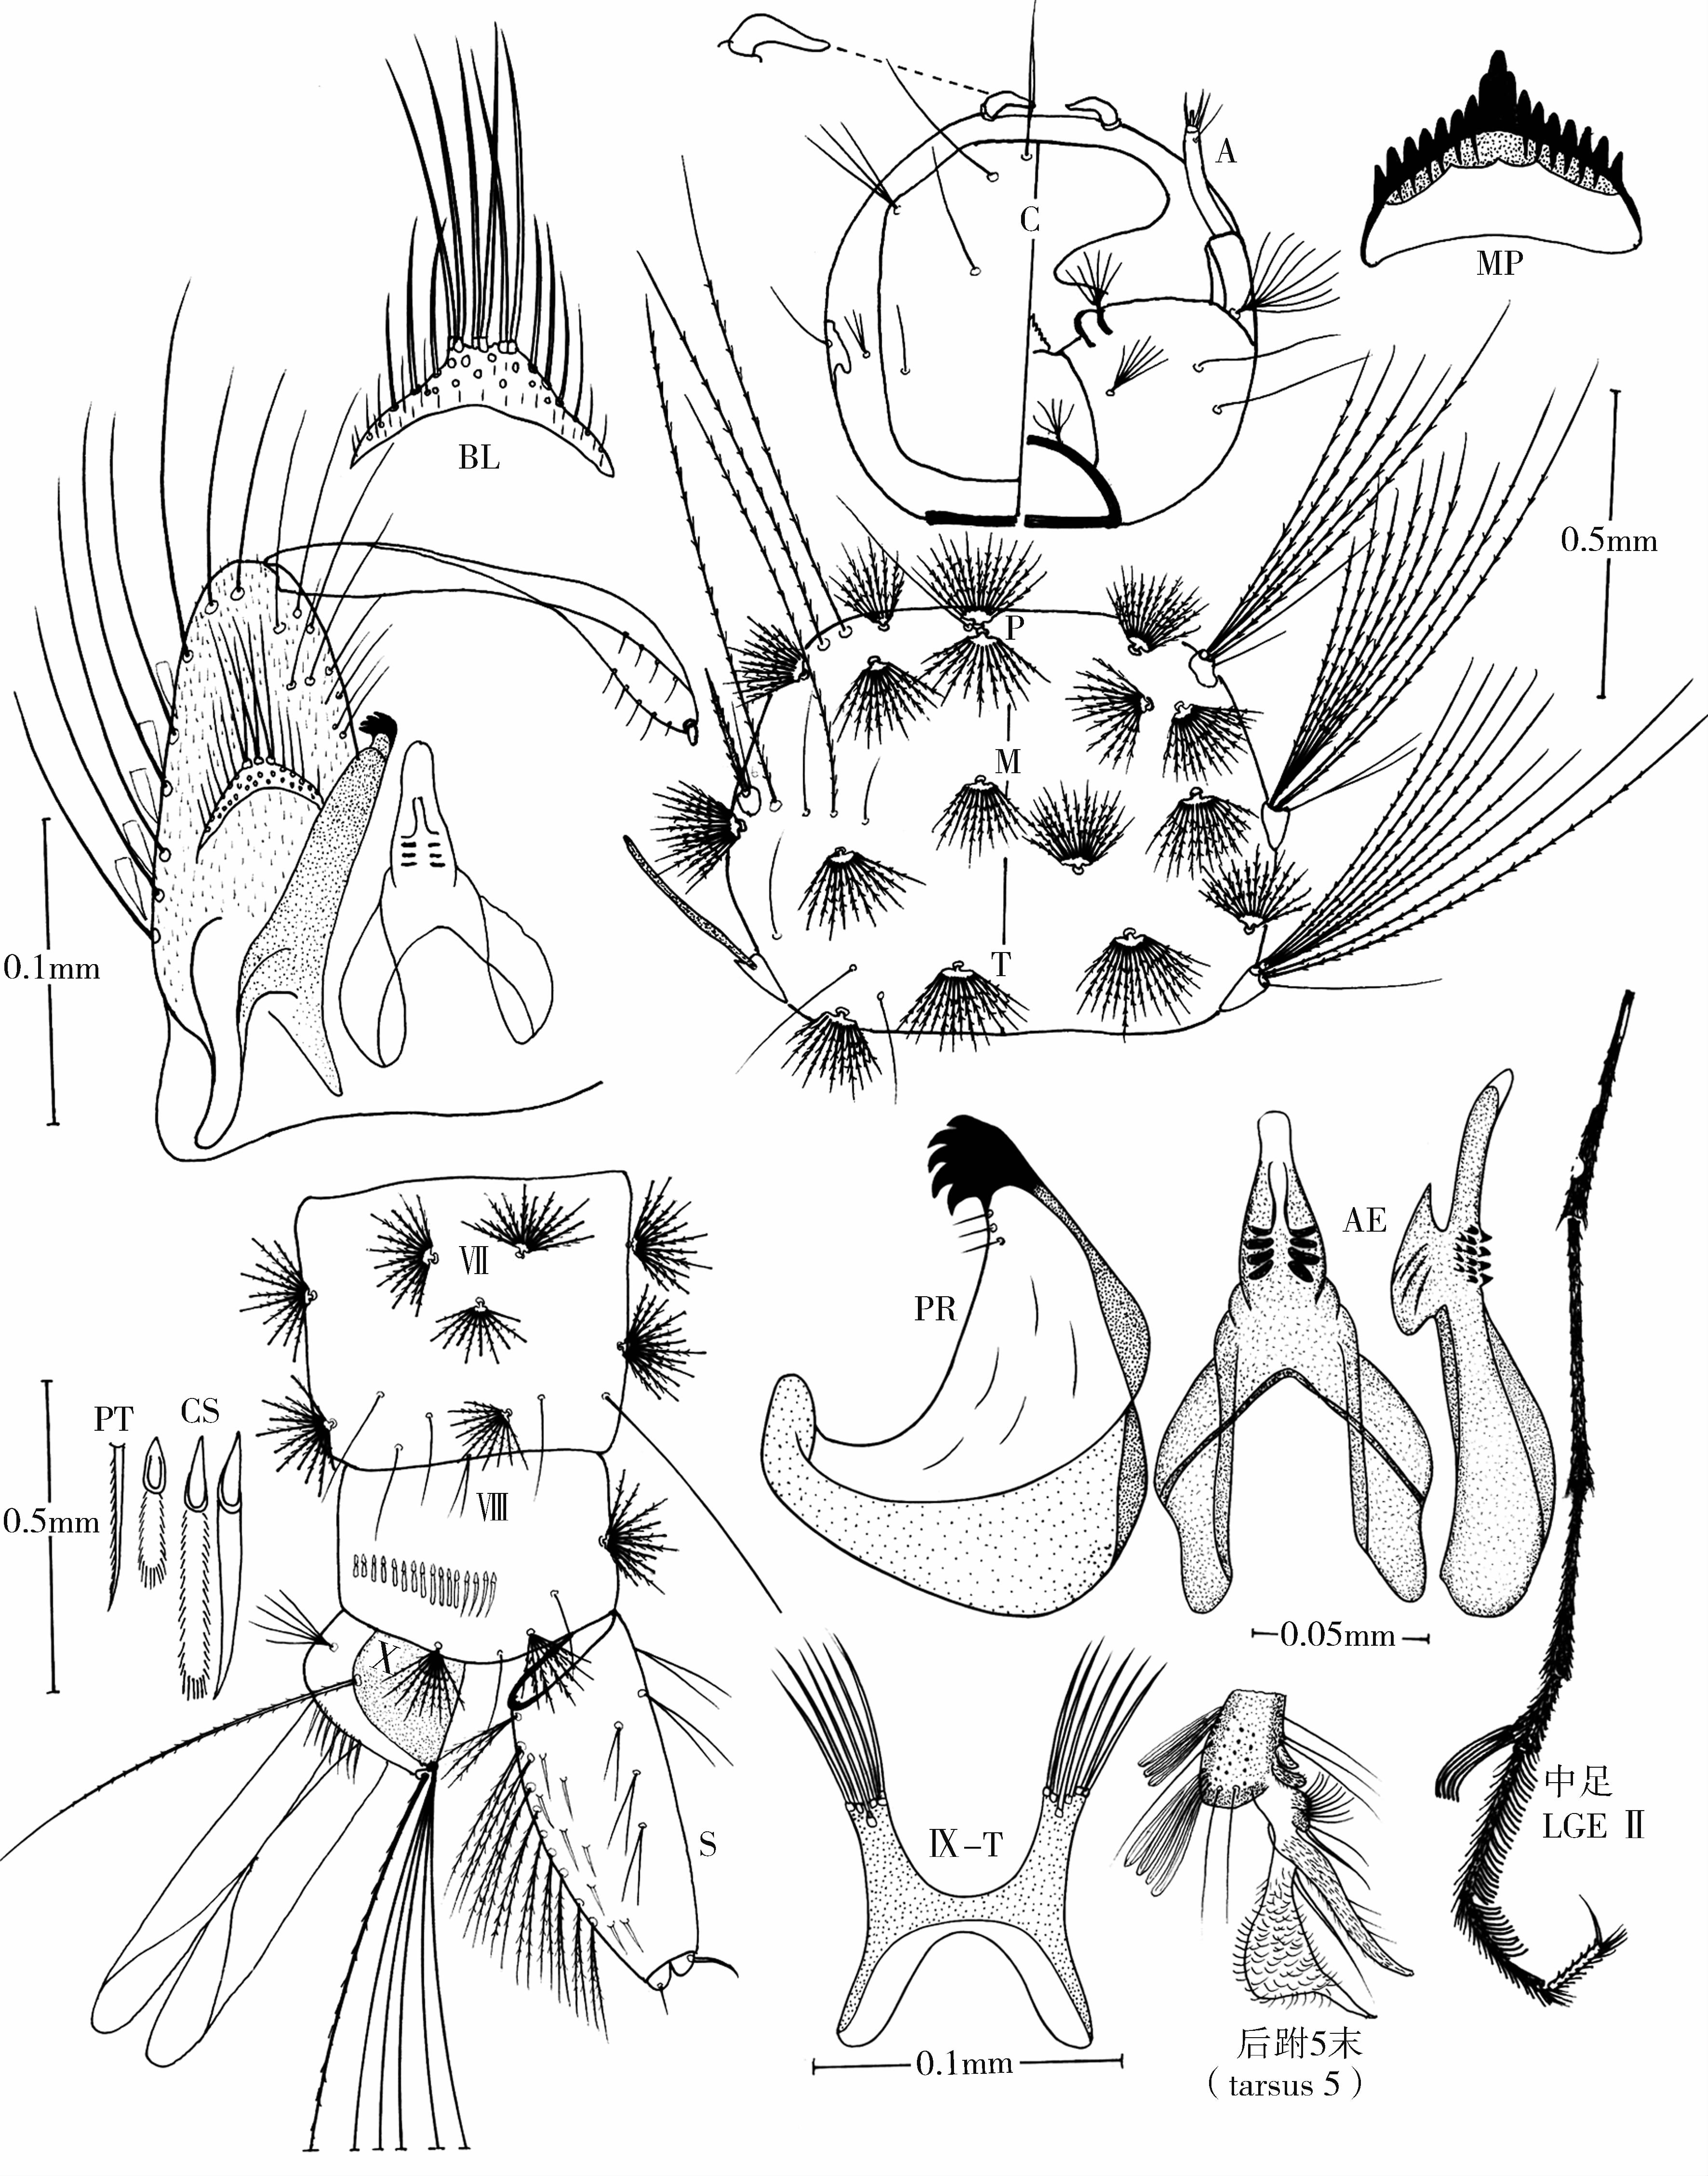 A
C
MP
BL
0.5mm
P
M
0.1mm
T
AE
PR
Ⅶ
PT
CS
0.5mm
Ⅷ
0.05mm
X
中足
LGE Ⅱ
S
Ⅸ-T
0.1mm
后跗5末
(tarsus 5)